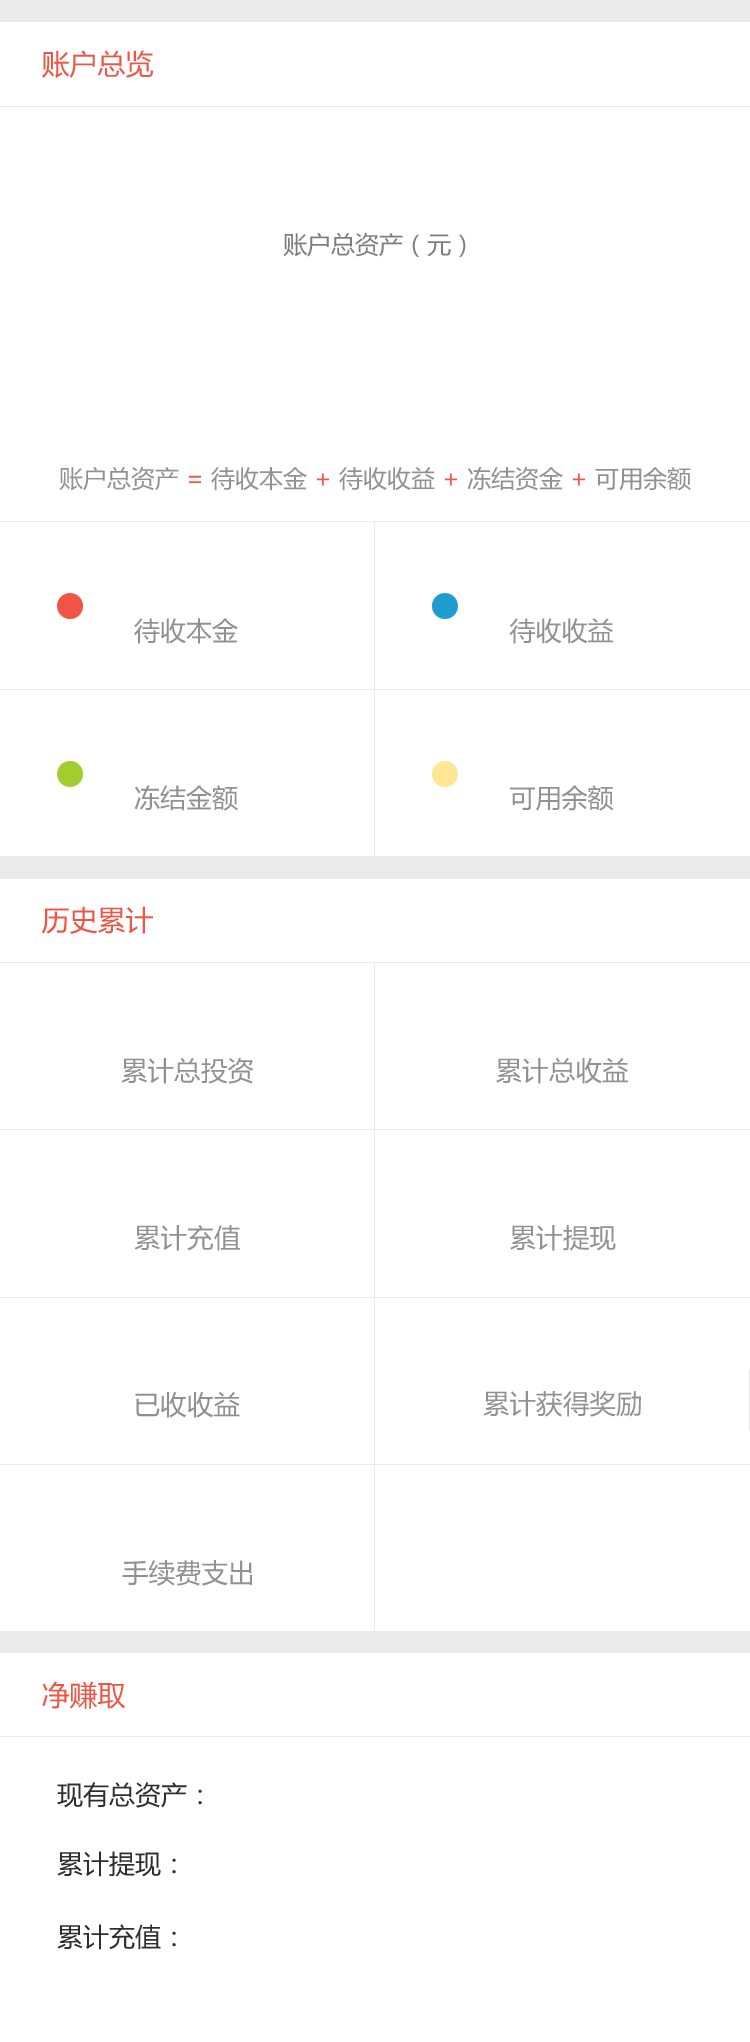 账户总览
账户总资产（元）
账户总资产 = 待收本金 + 待收收益 + 冻结资金 + 可用余额
待收本金
待收收益
冻结金额
可用余额
历史累计
累计总投资
累计总收益
累计充值
累计提现
已收收益
累计获得奖励
手续费支出
净赚取
现有总资产：
累计提现：
累计充值：